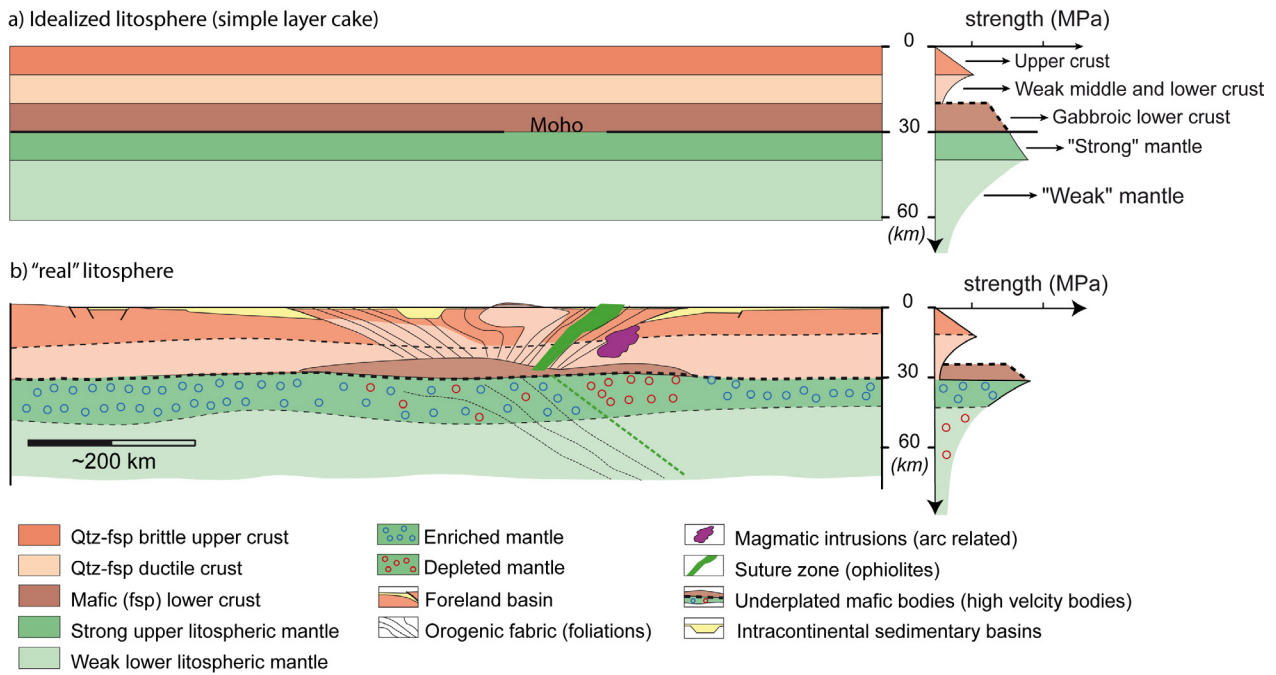 a) Idealized litosphere (simple layer cake)
strength (MPa)
0
Upper crust
Weak middle and lower crust
Gabbroic lower crust
Moho
30
"Strong" mantle
"Weak" mantle
60
(km)
b) “real” litosphere
strength (MPa)
0
30
60
(km)
~200 km
Qtz-fsp brittle upper crust
Qtz-fsp ductile crust
Mafic (fsp) lower crust
Strong upper litospheric mantle
Weak lower litospheric mantle
Enriched mantle
Depleted mantle
Foreland basin
Orogenic fabric (foliations)
Magmatic intrusions (arc related)
Suture zone (ophiolites)
Underplated mafic bodies (high velcity bodies)
Intracontinental sedimentary basins